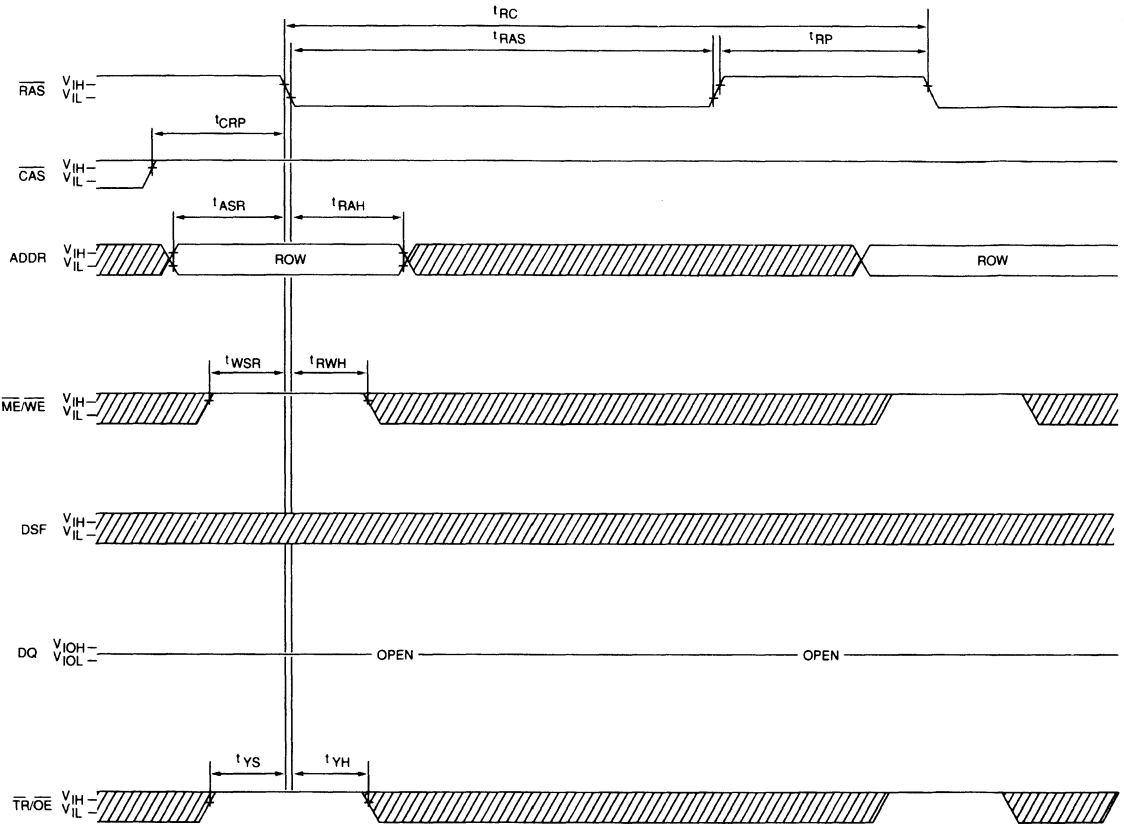 tRC
tRAS
tRP
RAS
VIH
VIL
tCRP
CAS
VIH
VIL
tASR
tRAH
ADDR
VIH
VIL
ROW
ROW
tWSR
tRWH
ME/WE
VIH
VIL
DSF
VIH
VIL
DQ
VIOH
VIOL
OPEN
OPEN
tYS
tYH
TR/OE
VIH
VIL